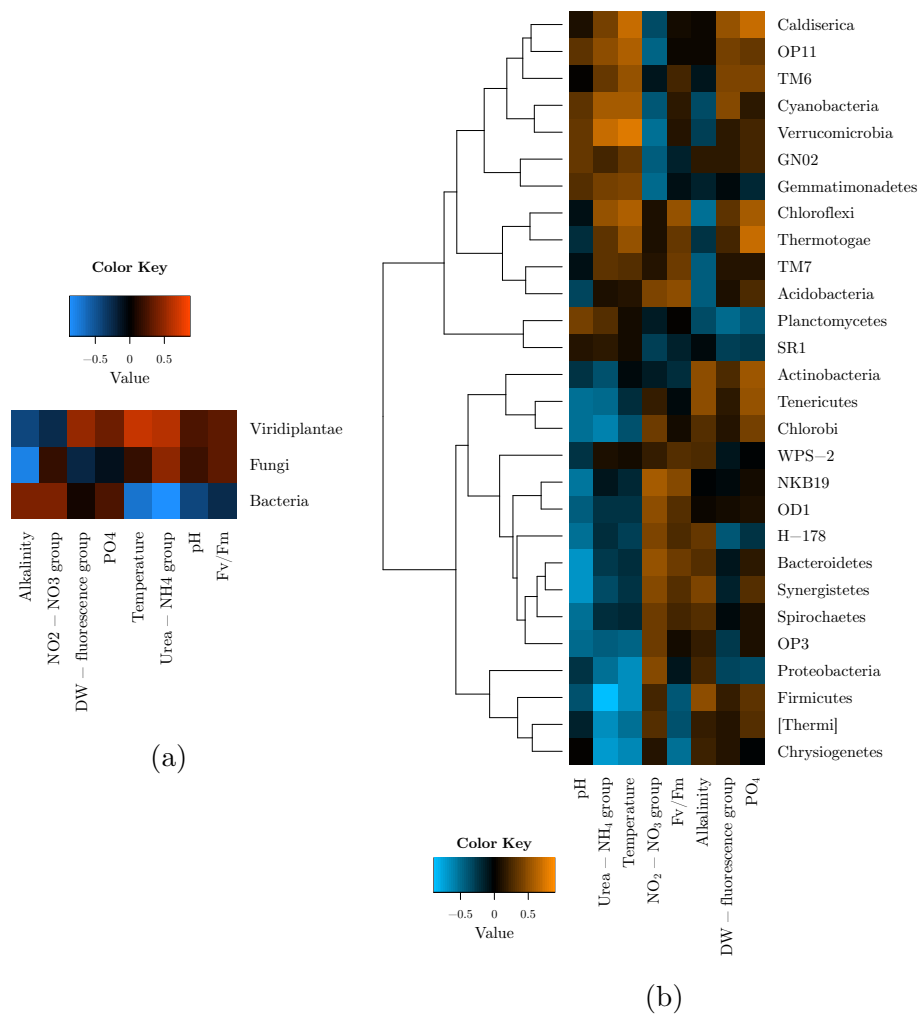 Color Key
−0.5 0 0.5
Value
Viridiplantae
Fungi
Bacteria
Alkalinity
NO2 − NO3 group
DW − fluorescence group
PO4
Temperature
Urea − NH4 group
pH
Fv/Fm
(a)
Caldiserica
OP11
TM6
Cyanobacteria
Verrucomicrobia
GN02
Gemmatimonadetes
Chloroflexi
Thermotogae
TM7
Acidobacteria
Planctomycetes
SR1
Actinobacteria
Tenericutes
Chlorobi
WPS−2
NKB19
OD1
H−178
Bacteroidetes
Synergistetes
Spirochaetes
OP3
Proteobacteria
Firmicutes
[Thermi]
Chrysiogenetes
pH
Urea − NH₄ group
Temperature
NO₂ − NO₃ group
Fv/Fm
Alkalinity
DW − fluorescence group
PO₄
Color Key
−0.5 0 0.5
Value
(b)